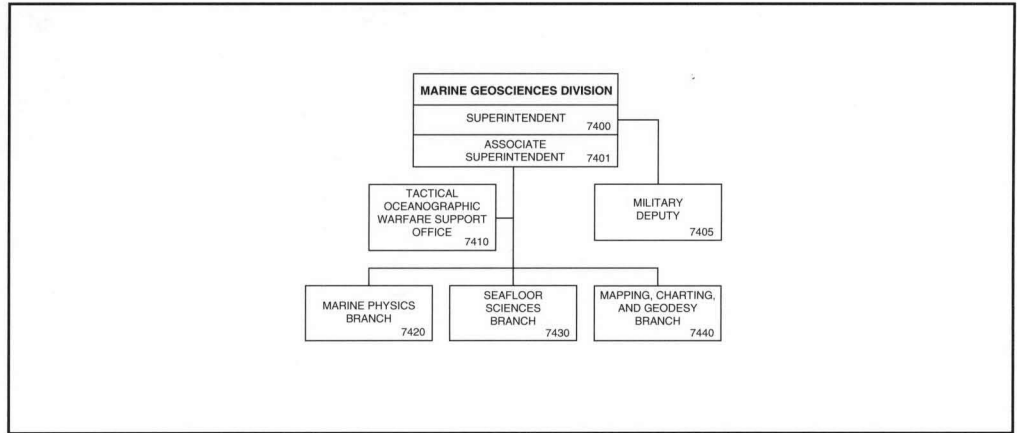 MARINE GEOSCIENCES DIVISION
SUPERINTENDENT
7400
ASSOCIATE
SUPERINTENDENT
7401
TACTICAL
OCEANOGRAPHIC
WARFARE SUPPORT
OFFICE
7410
MILITARY
DEPUTY
7405
MARINE PHYSICS
BRANCH
7420
SEAFLOOR
SCIENCES
BRANCH
7430
MAPPING, CHARTING,
AND GEODESY
BRANCH
7440